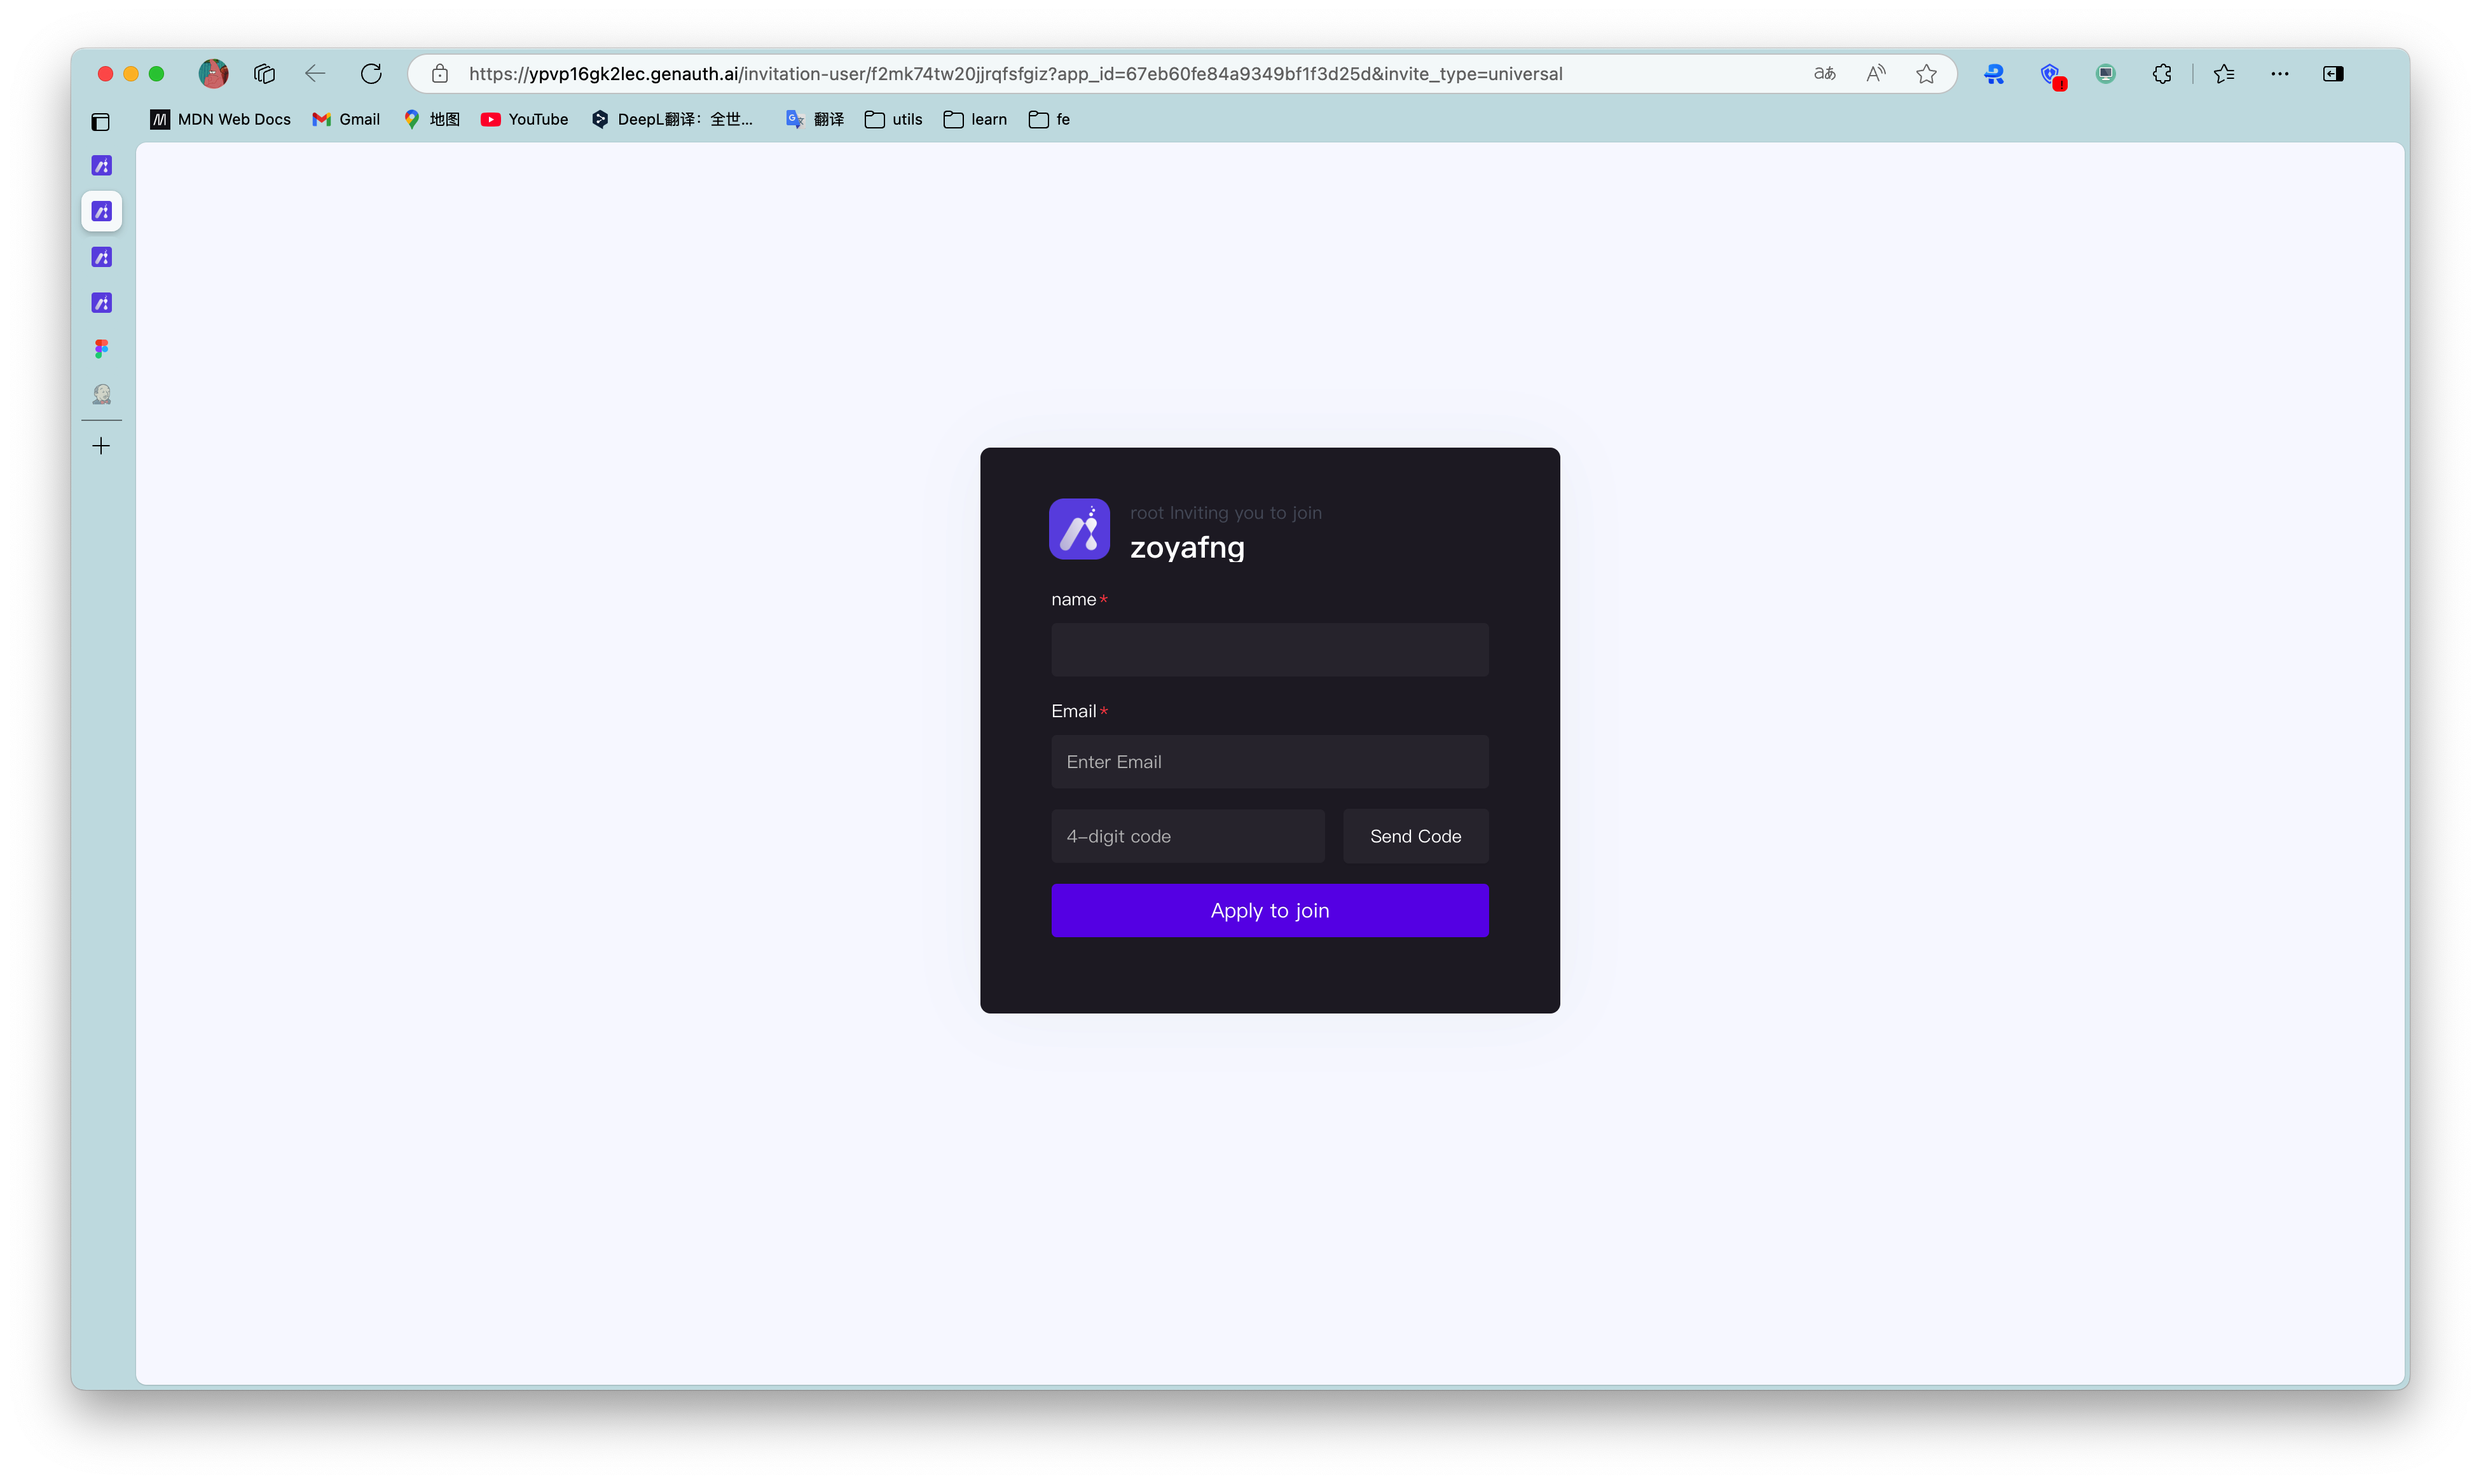 https://ypvp16gk2lec.genauth.ai/invitation-user/f2mk74tw20jjrqfsfgiz?app_id=67eb60fe84a9349bf1f3d25d&invite_type=universal
MDN Web Docs Gmail 地图 YouTube DeepL翻译：全世... 翻译 utils learn fe
root Inviting you to join
zoyafng
name*
Email*
Enter Email
4-digit code Send Code
Apply to join